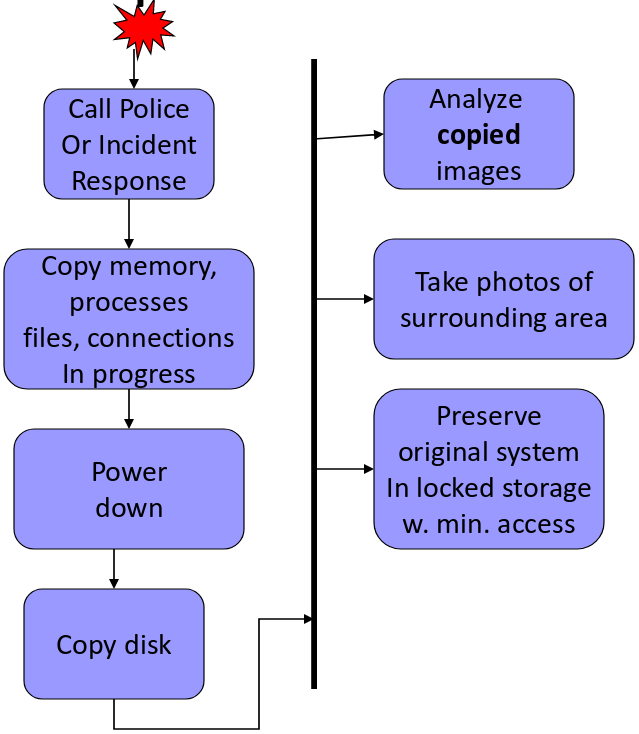 Call Police
Or Incident
Response
Copy memory,
processes
files, connections
In progress
Power
down
Copy disk
Analyze
copied
images
Take photos of
surrounding area
Preserve
original system
In locked storage
w. min. access